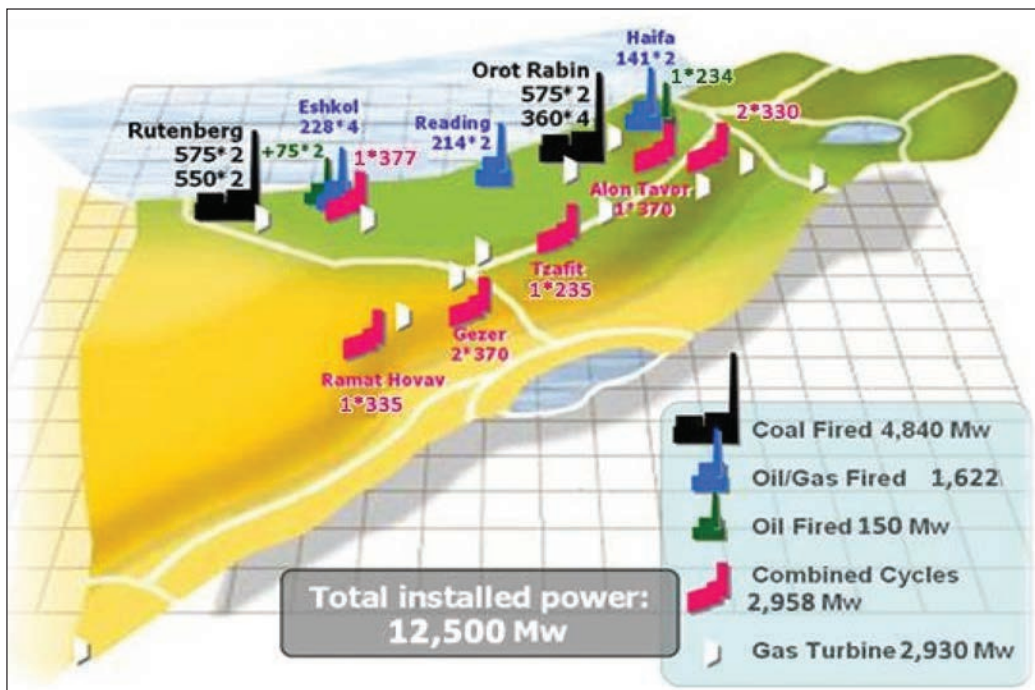 Haifa
141*2
1*234
Orot Rabin
575*2
360*4
2*330
Eshkol
228*4
Reading
214*2
Rutenberg
575*2
550*2
+75*2
1*377
Alon Tavor
1*370
Tzafit
1*235
Gezer
2*370
Ramat Hovav
1*335
Coal Fired 4,840 Mw
Oil/Gas Fired 1,622
Oil Fired 150 Mw
Combined Cycles
2,958 Mw
Gas Turbine 2,930 Mw
Total installed power:
12,500 Mw